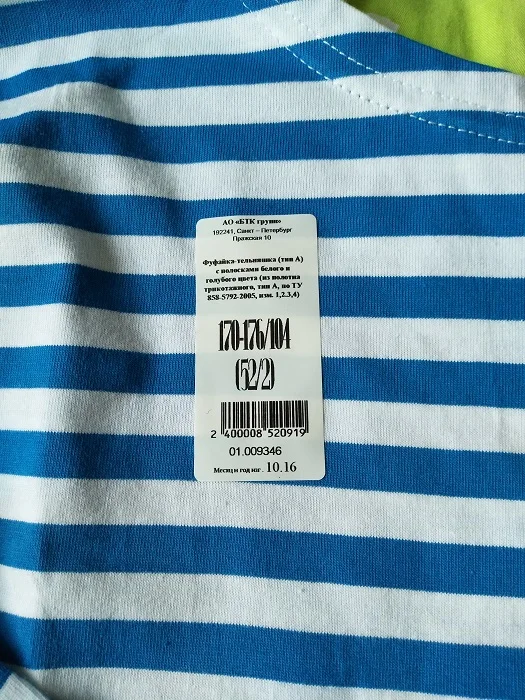 АО «БТК групп»
192241, Санкт – Петербург
Пражская 10
Фуфайка-тельняшка (тип А)
с полосками белого и
голубого цвета (из полотна
трикотажного, тип А, по ТУ
858-5792-2005, изм. 1,2,3,4)
170-176/104
(52/2)
2 400008 520919
01.009346
Месяц и год изг. 10.16